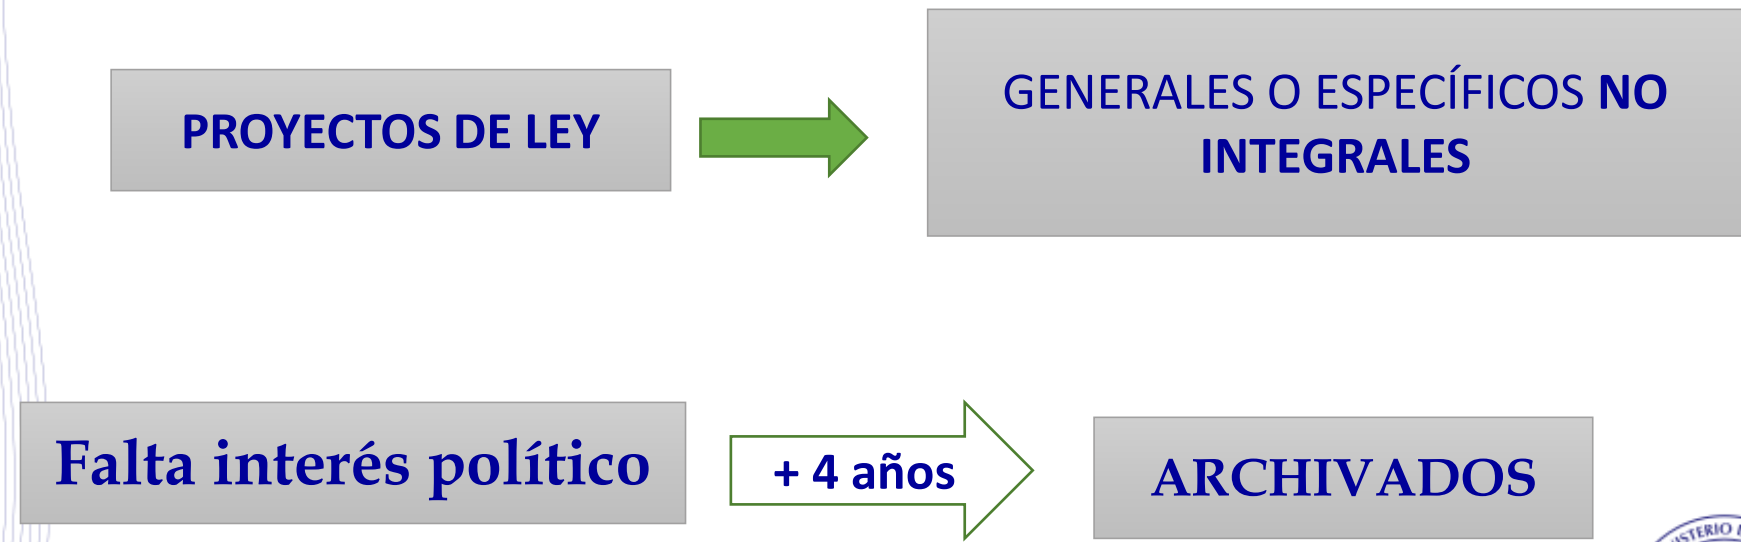 PROYECTOS DE LEY
GENERALES O ESPECÍFICOS NO
INTEGRALES
Falta interés político
+ 4 años
ARCHIVADOS